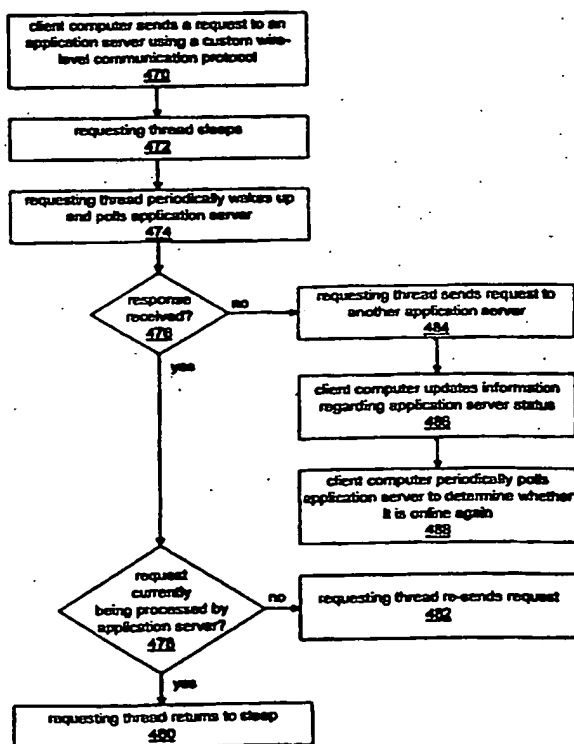 client computer sends a request to an
application server using a custom wire-
level communication protocol
470
requesting thread sleeps
472
requesting thread periodically wakes up
and polls application server
474
response
received?
476
no
requesting thread sends request to
another application server
484
yes
client computer updates information
regarding application server status
486
client computer periodically polls
application server to determine whether
it is online again
488
request
currently
being processed by
application server?
478
no
requesting thread re-sends request
482
yes
requesting thread returns to sleep
480